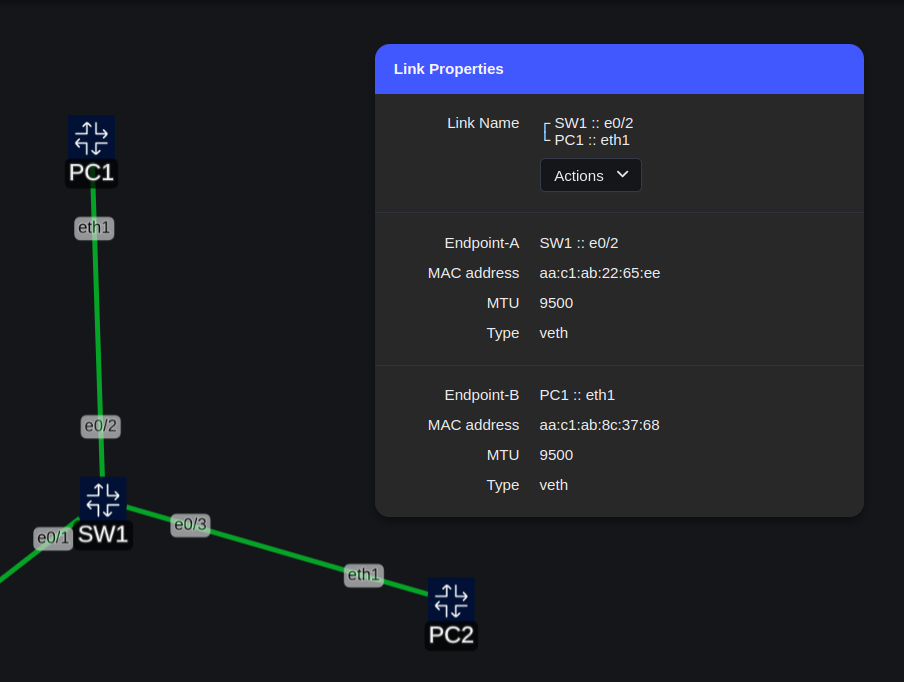 Link Properties
Link Name
SW1 :: e0/2
PC1 :: eth1
Actions
Endpoint-A SW1 :: e0/2
MAC address aa:c1:ab:22:65:ee
MTU 9500
Type veth
Endpoint-B PC1 :: eth1
MAC address aa:c1:ab:8c:37:68
MTU 9500
Type veth
PC1
eth1
e0/2
SW1
e0/1
e0/3
eth1
PC2